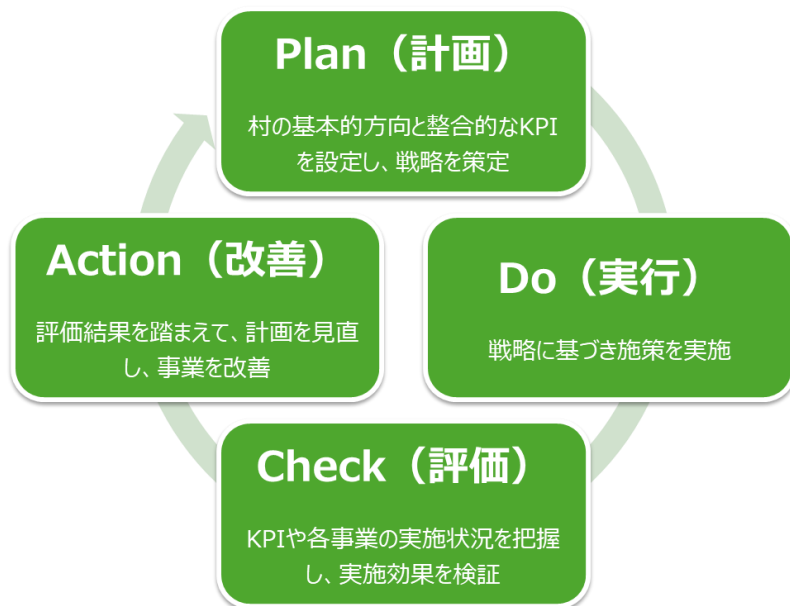 Plan（計画）
村の基本的方向と整合的なKPI
を設定し、戦略を策定
Action（改善）
評価結果を踏まえて、計画を見直
し、事業を改善
Do（実行）
戦略に基づき施策を実施
Check（評価）
KPIや各事業の実施状況を把握
し、実施効果を検証